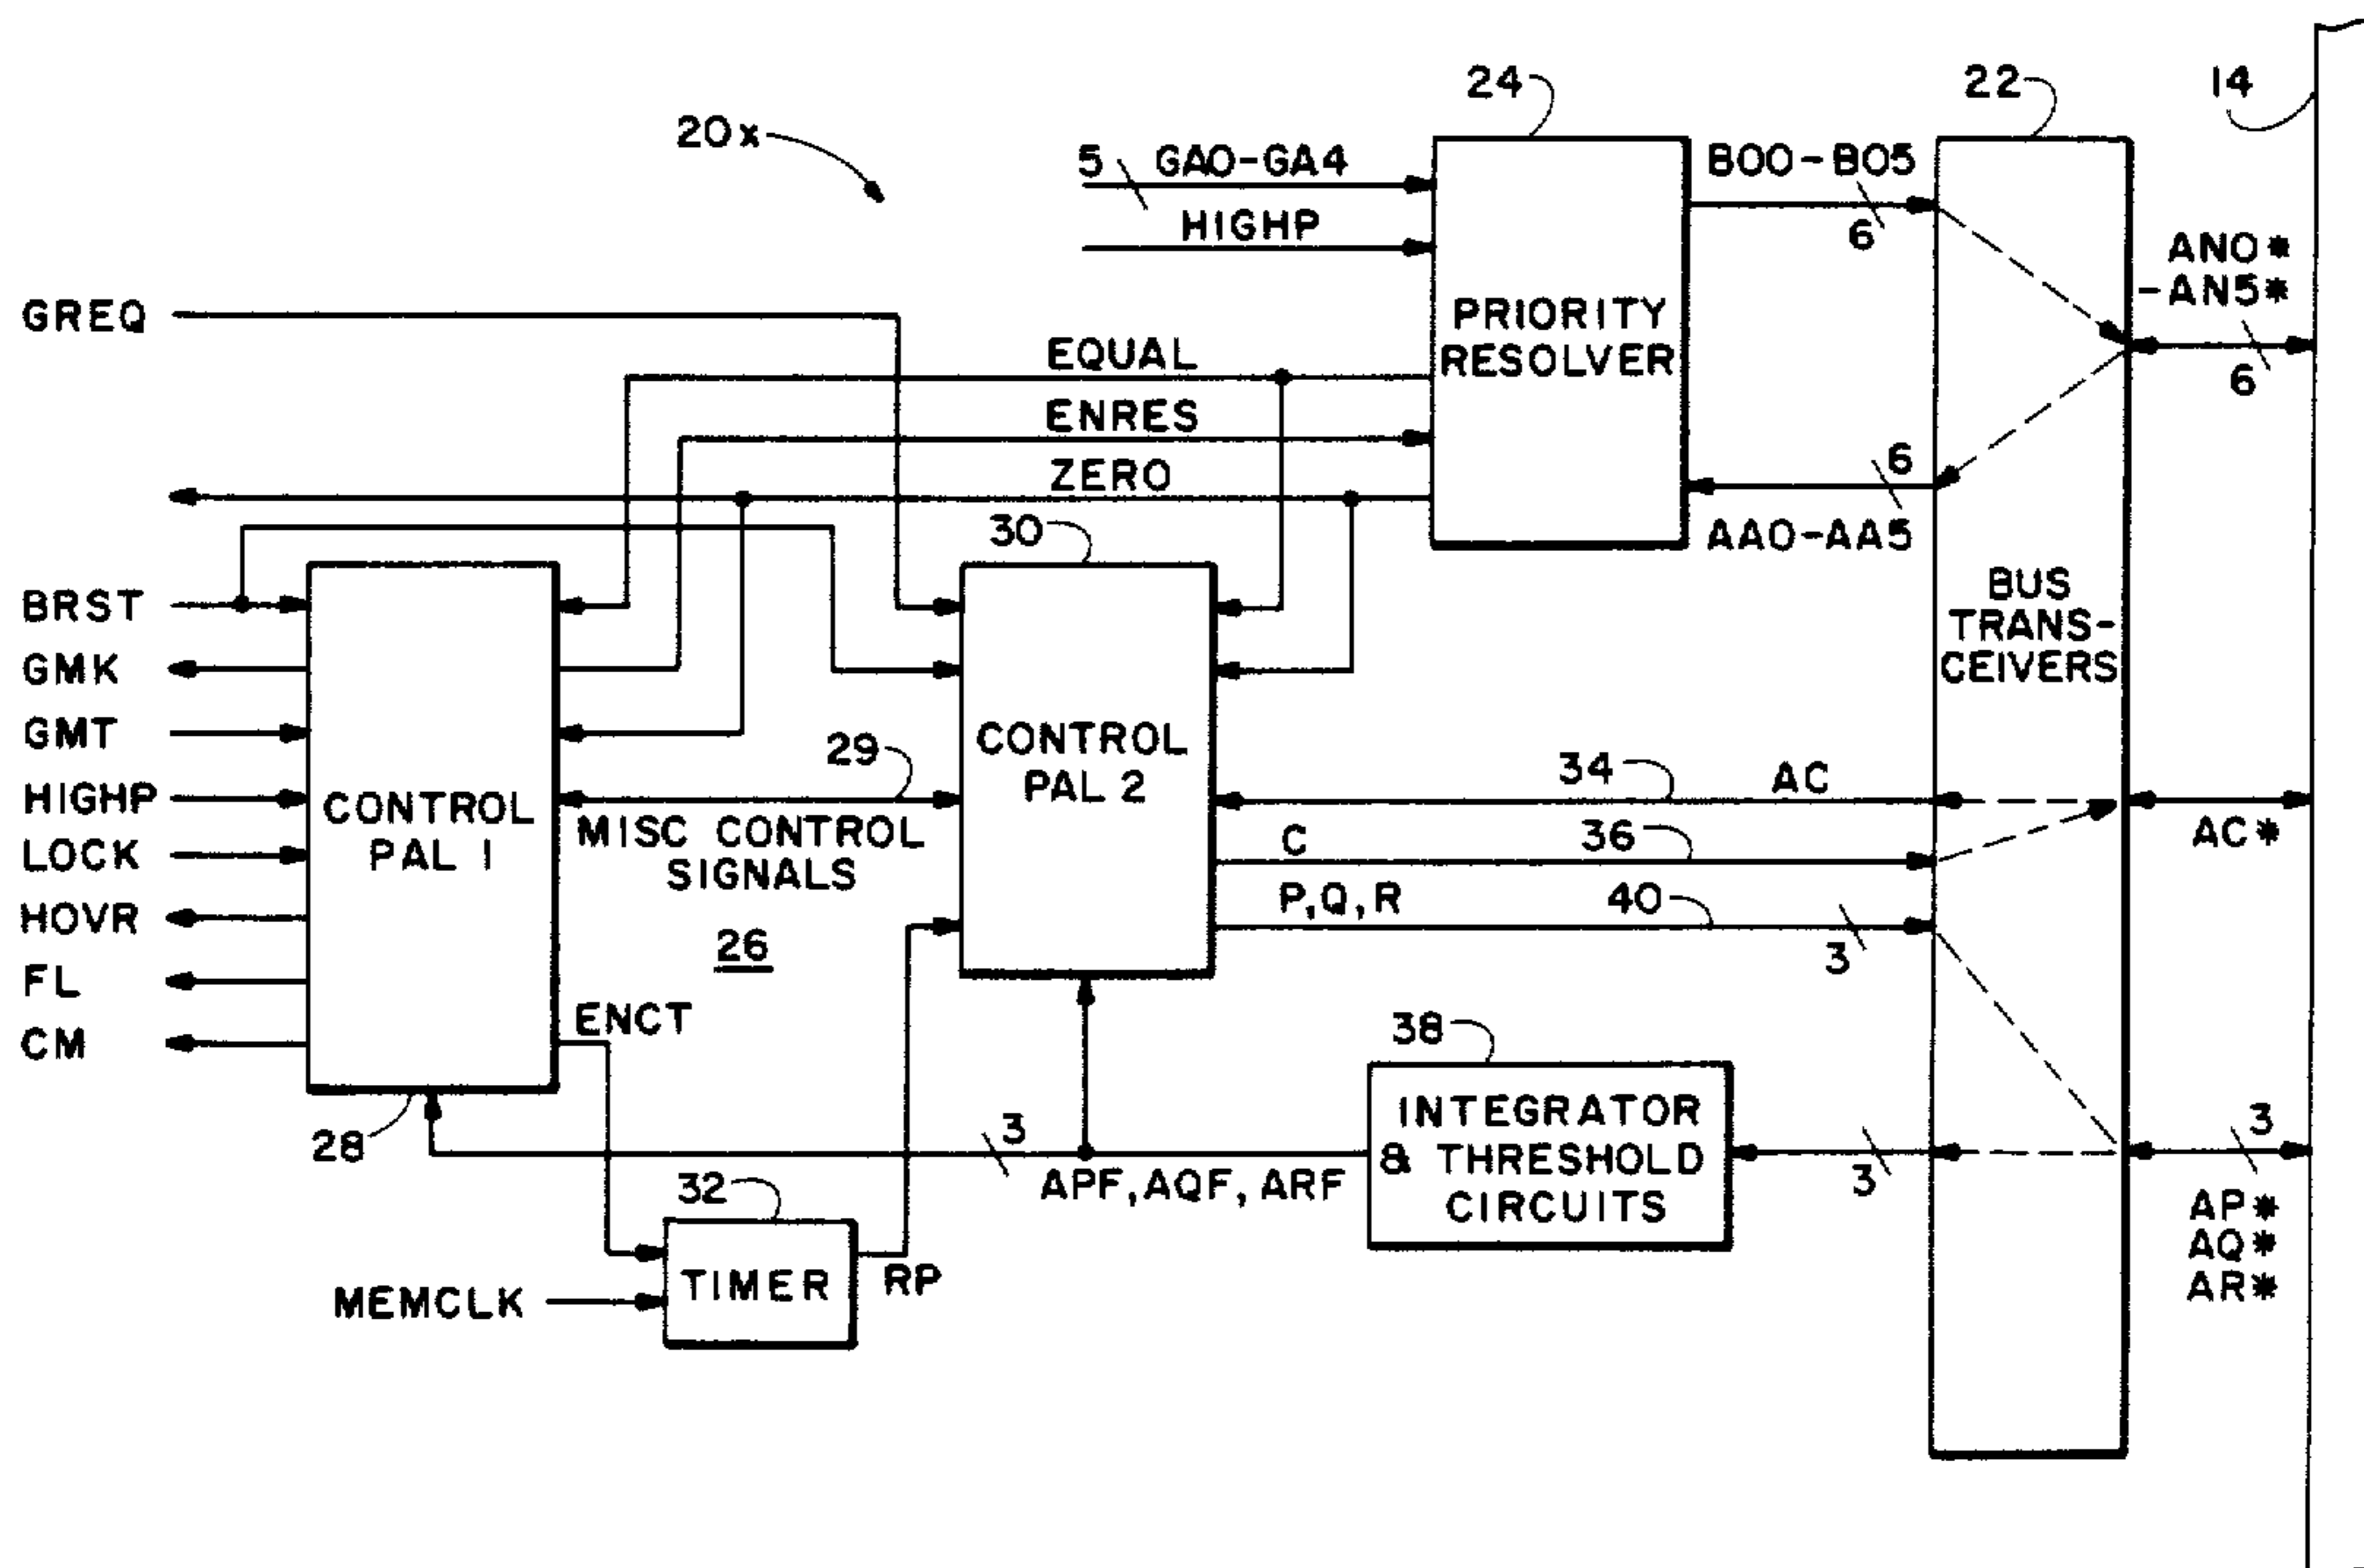 24
22
14
20x
5
GA0-GA4
B00-B05
HIGHP
6
AN0*
-AN5*
GREQ
PRIORITY
RESOLVER
EQUAL
6
ENRES
ZERO
6
30
AA0-AA5
BUS
TRANS-
CEIVERS
BRST
GMK
GMT
29
CONTROL
PAL 2
34
AC
HIGHP
CONTROL
PAL 1
MISC CONTROL
SIGNALS
C
36
AC*
LOCK
P,Q,R
40
HOVR
26
3
FL
ENCT
38
CM
INTEGRATOR
& THRESHOLD
CIRCUITS
28
3
3
3
32
APF, AQF, ARF
AP*
AQ*
AR*
TIMER
RP
MEMCLK